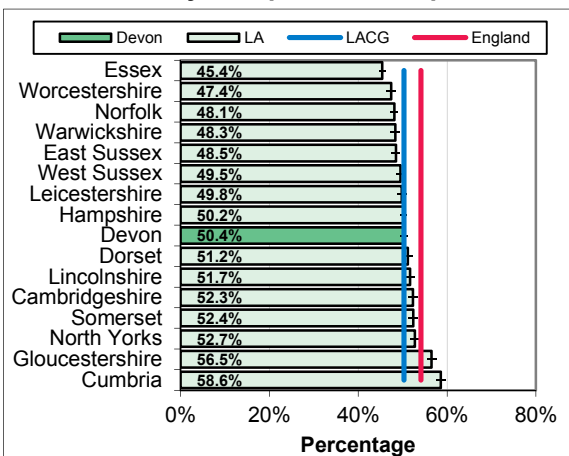 Devon LA LACG England
Essex 45.4%
Worcestershire 47.4%
Norfolk 48.1%
Warwickshire 48.3%
East Sussex 48.5%
West Sussex 49.5%
Leicestershire 49.8%
Hampshire 50.2%
Devon 50.4%
Dorset 51.2%
Lincolnshire 51.7%
Cambridgeshire 52.3%
Somerset 52.4%
North Yorks 52.7%
Gloucestershire 56.5%
Cumbria 58.6%
0% 20% 40% 60% 80%
Percentage